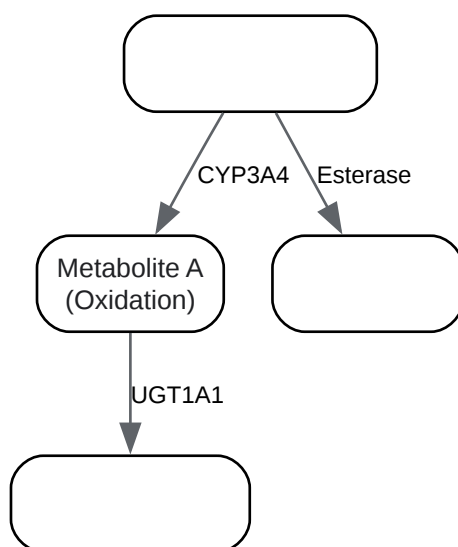 CYP3A4
Esterase
Metabolite A
(Oxidation)
UGT1A1